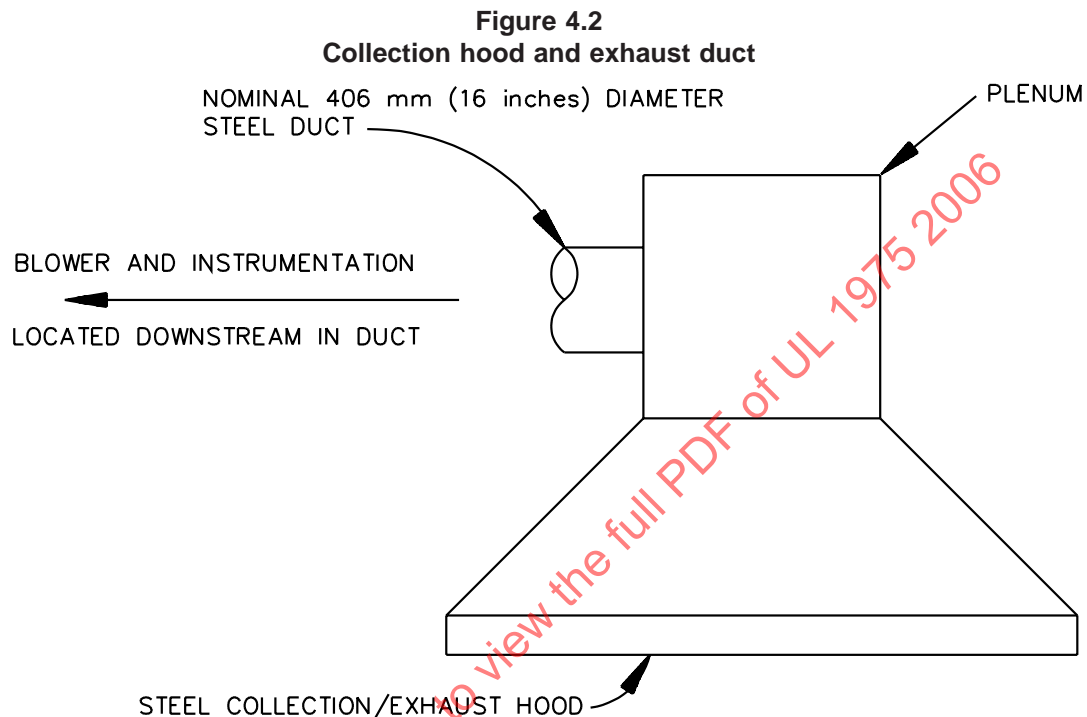 Figure 4.2
Collection hood and exhaust duct
NOMINAL 406 mm (16 inches) DIAMETER
STEEL DUCT
PLENUM
BLOWER AND INSTRUMENTATION
LOCATED DOWNSTREAM IN DUCT
STEEL COLLECTION/EXHAUST HOOD
to view the full PDF of UL 1975 2006